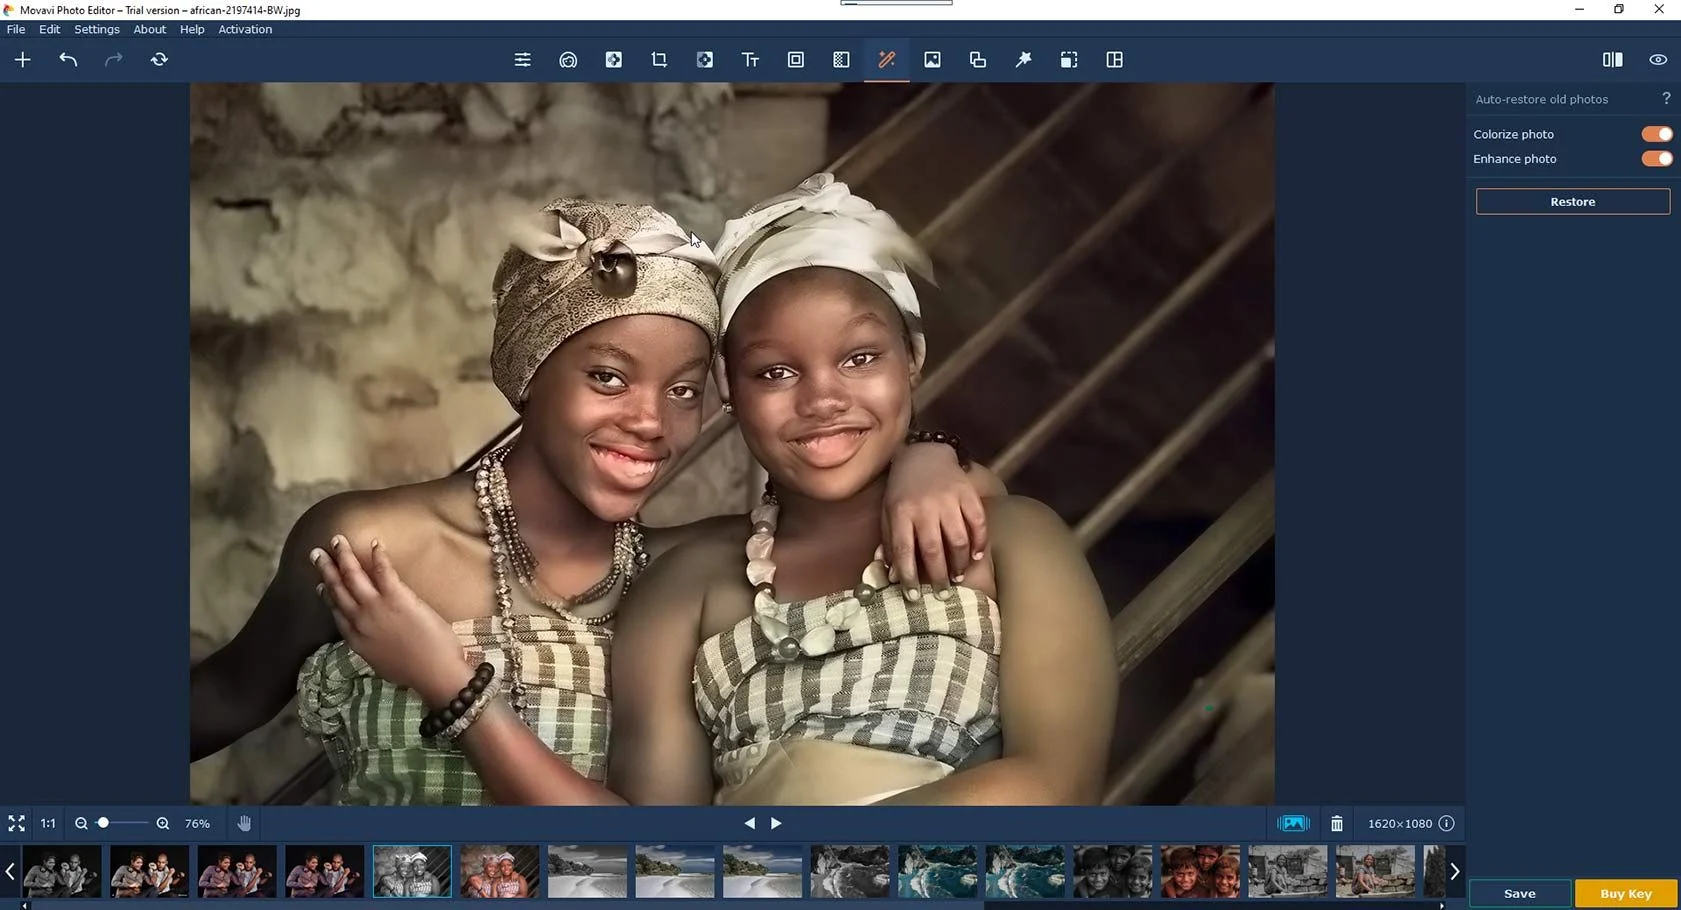 Movavi Photo Editor – Trial version – african-2197414-BW.jpg
File Edit Settings About Help Activation
Auto-restore old photos ?
Colorize photo
Enhance photo
Restore
1:1 76% 1620×1080
Save Buy Key